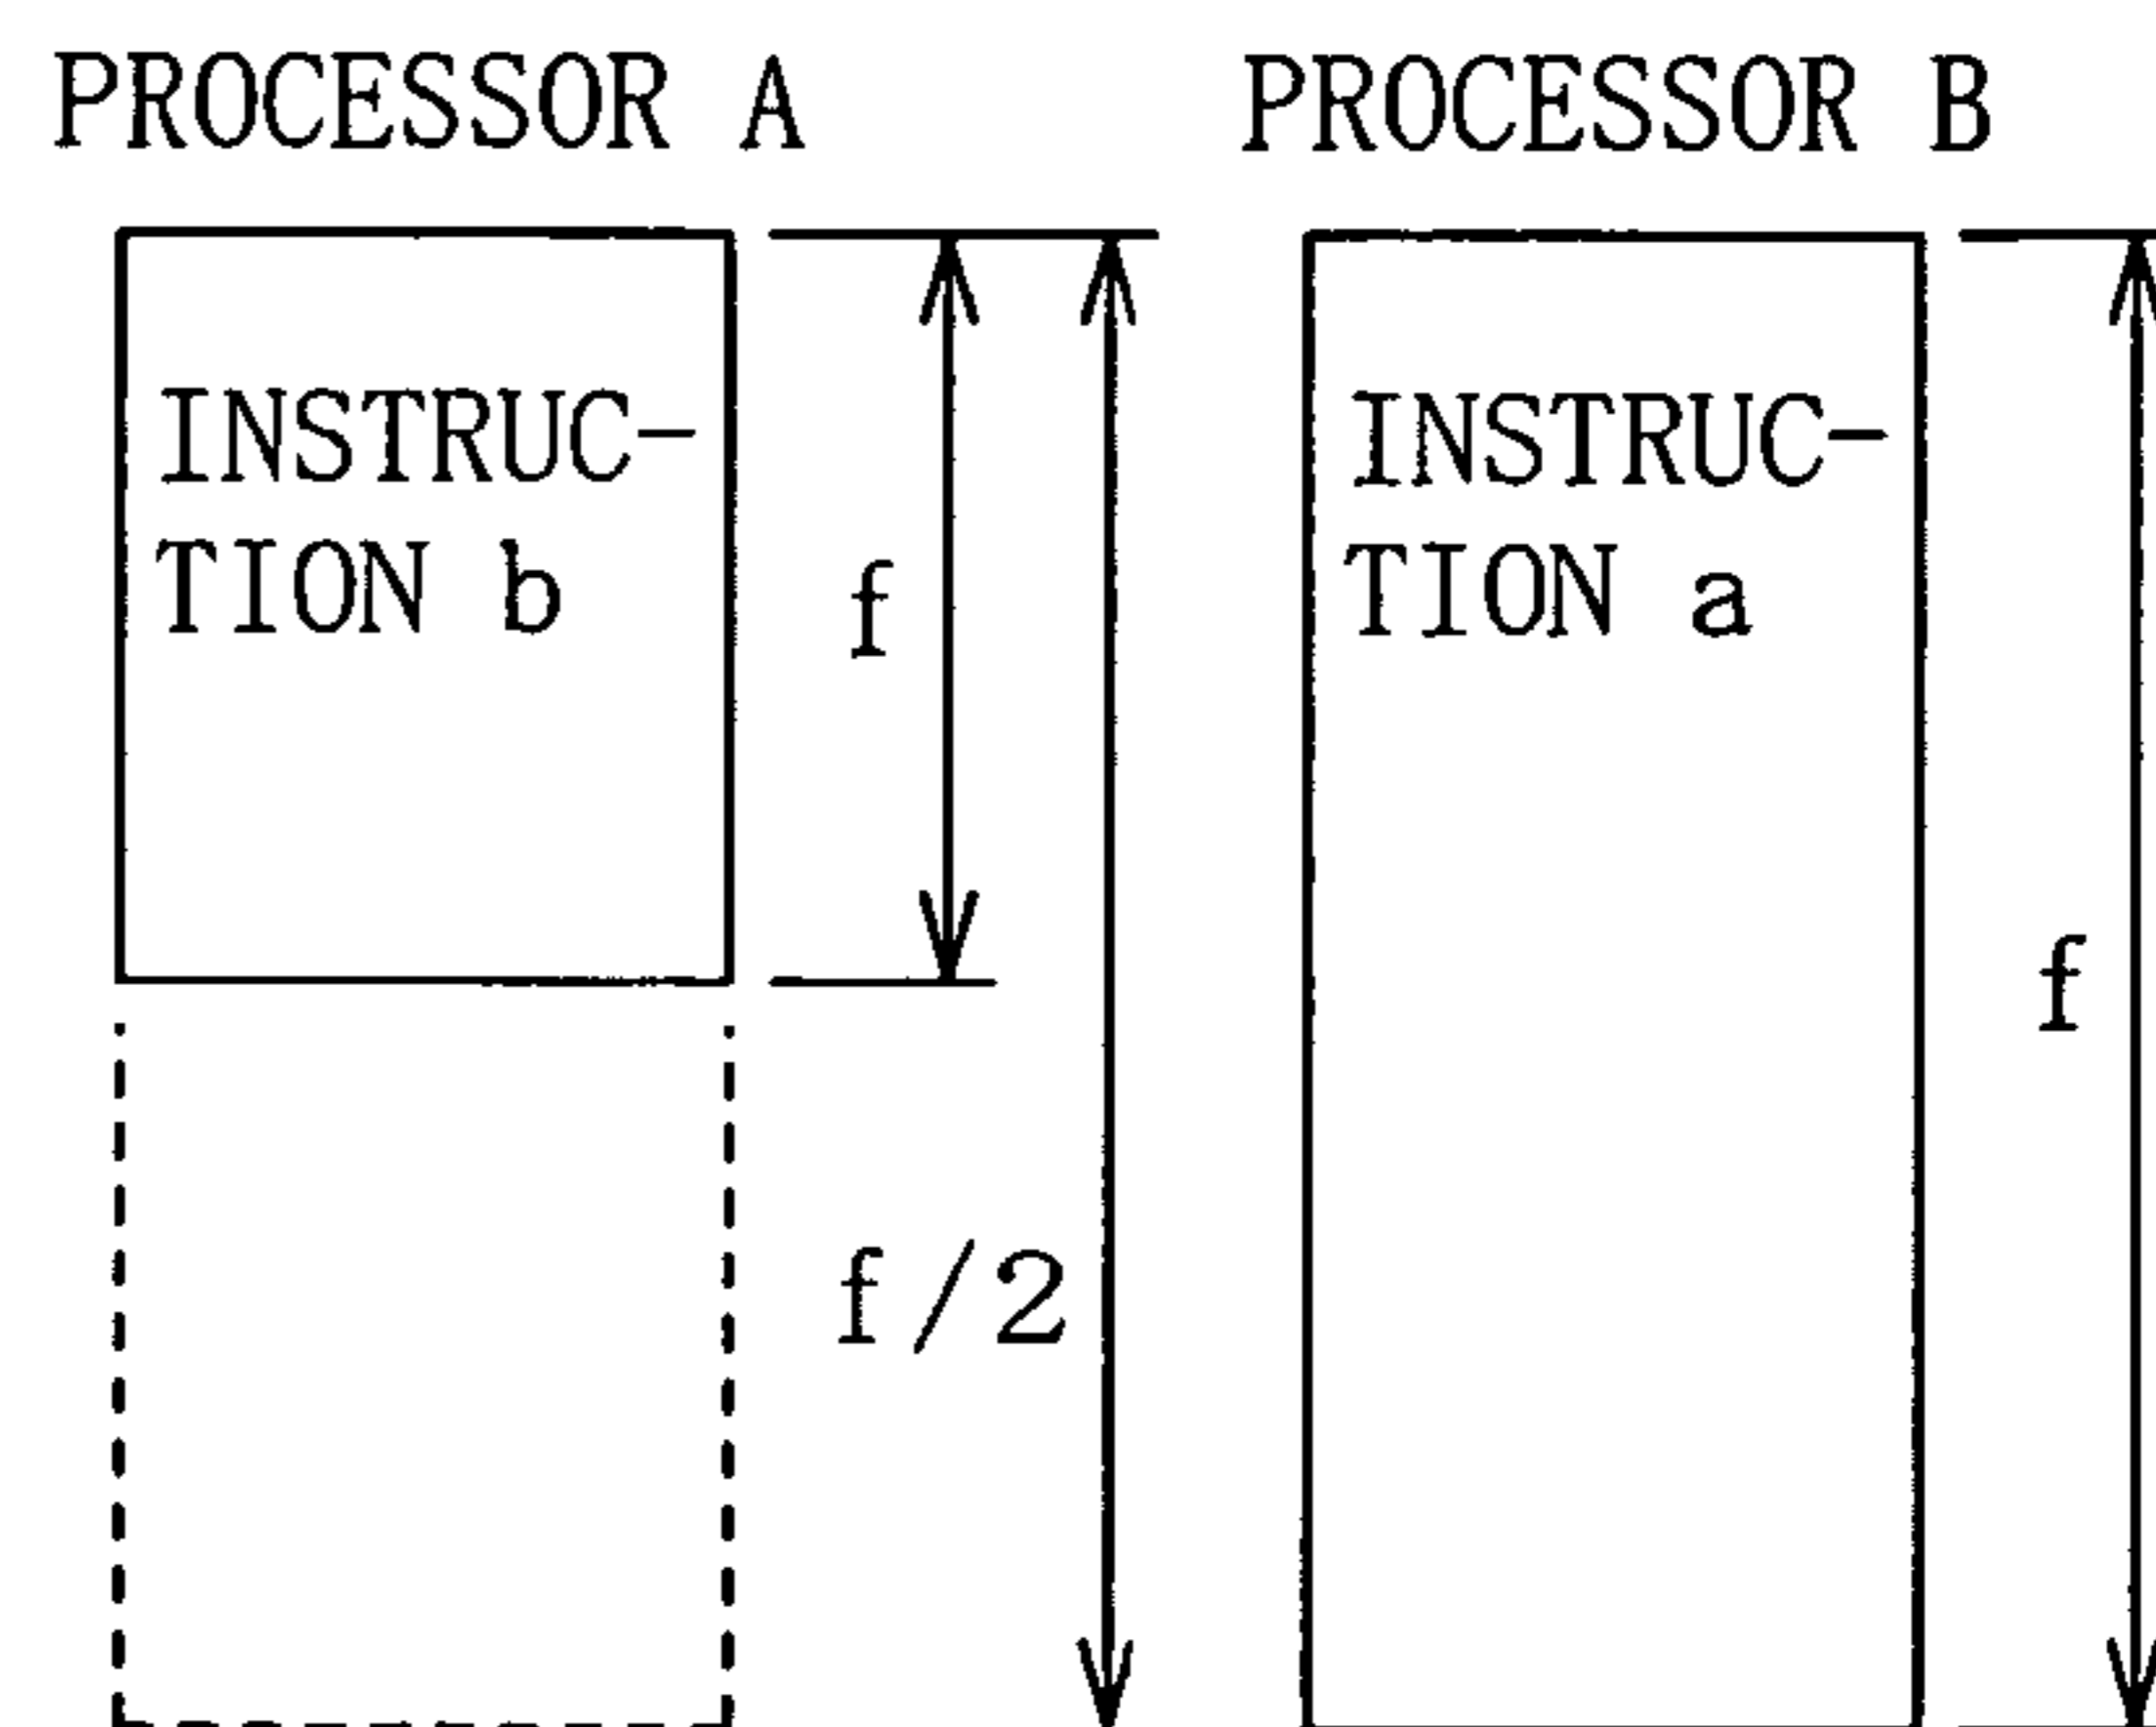 PROCESSOR A
PROCESSOR B
INSTRUC-
TION b
f
f/2
INSTRUC-
TION a
f